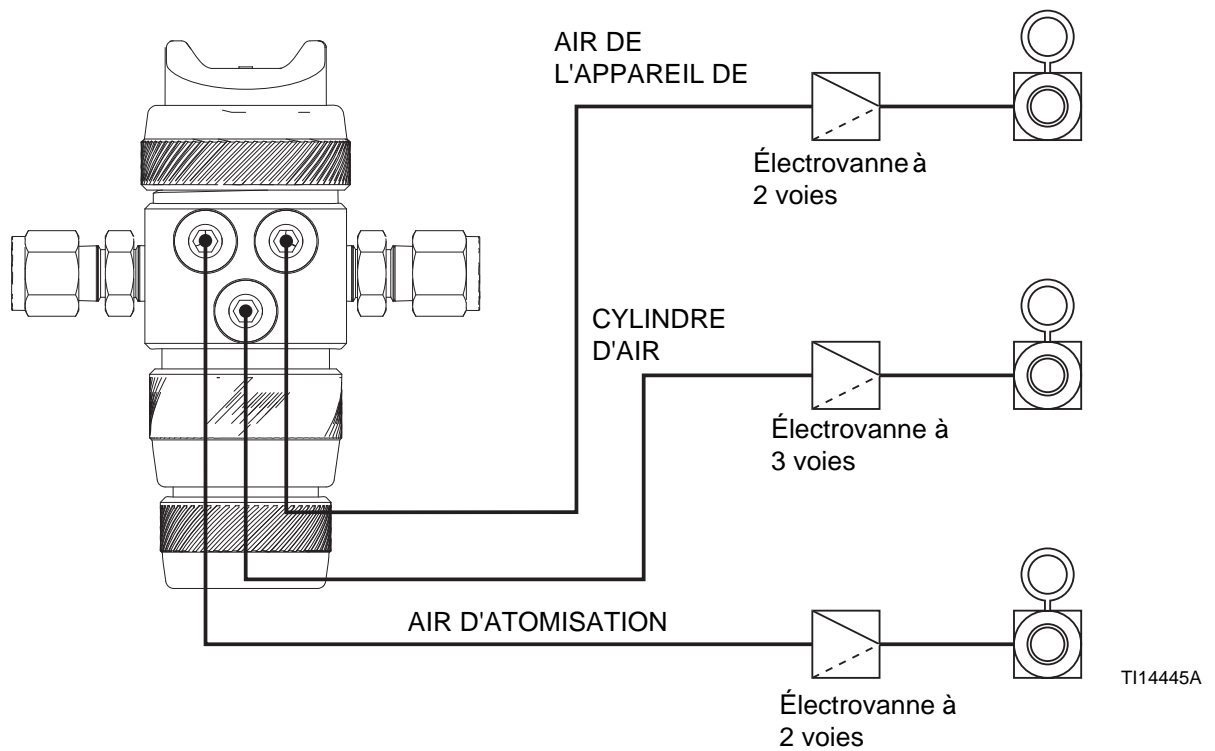 AIR DE
L'APPAREIL DE
Électrovanne à
2 voies
CYLINDRE
D'AIR
Électrovanne à
3 voies
AIR D'ATOMISATION
TI14445A
Électrovanne à
2 voies